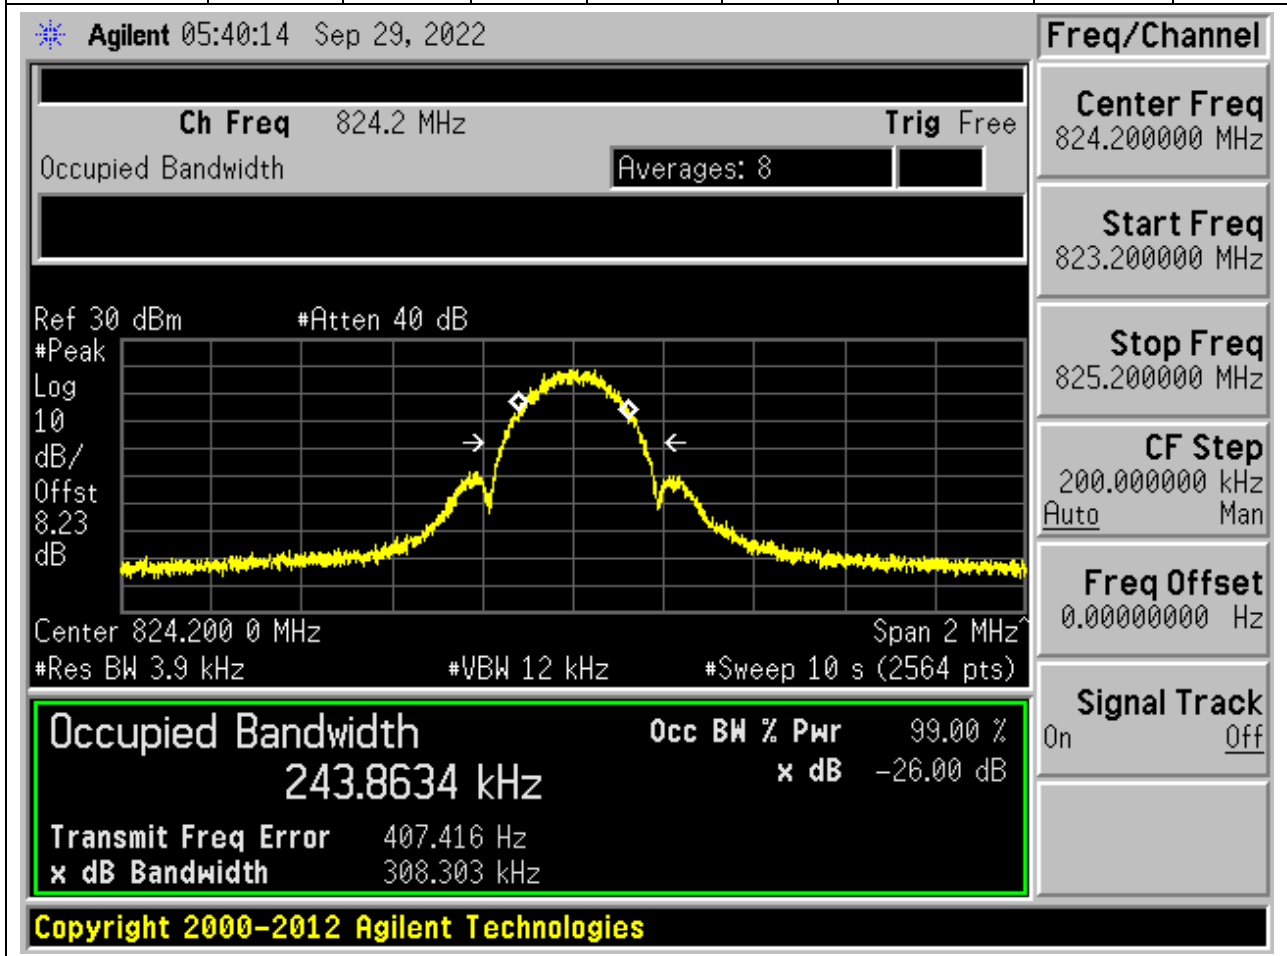 Agilent 05:40:14 Sep 29, 2022
Freq/Channel
Ch Freq 824.2 MHz Trig Free
Occupied Bandwidth Averages: 8
Center Freq
824.200000 MHz
Start Freq
823.200000 MHz
Stop Freq
825.200000 MHz
CF Step
200.000000 kHz
Auto Man
Freq Offset
0.00000000 Hz
Signal Track
On Off
Ref 30 dBm #Atten 40 dB
#Peak
Log
10
dB/
Offst
8.23
dB
Center 824.200 0 MHz Span 2 MHz^
#Res BW 3.9 kHz #VBW 12 kHz #Sweep 10 s (2564 pts)
Occupied Bandwidth
243.8634 kHz
Occ BW % Pwr 99.00 %
x dB -26.00 dB
Transmit Freq Error 407.416 Hz
x dB Bandwidth 308.303 kHz
Copyright 2000-2012 Agilent Technologies